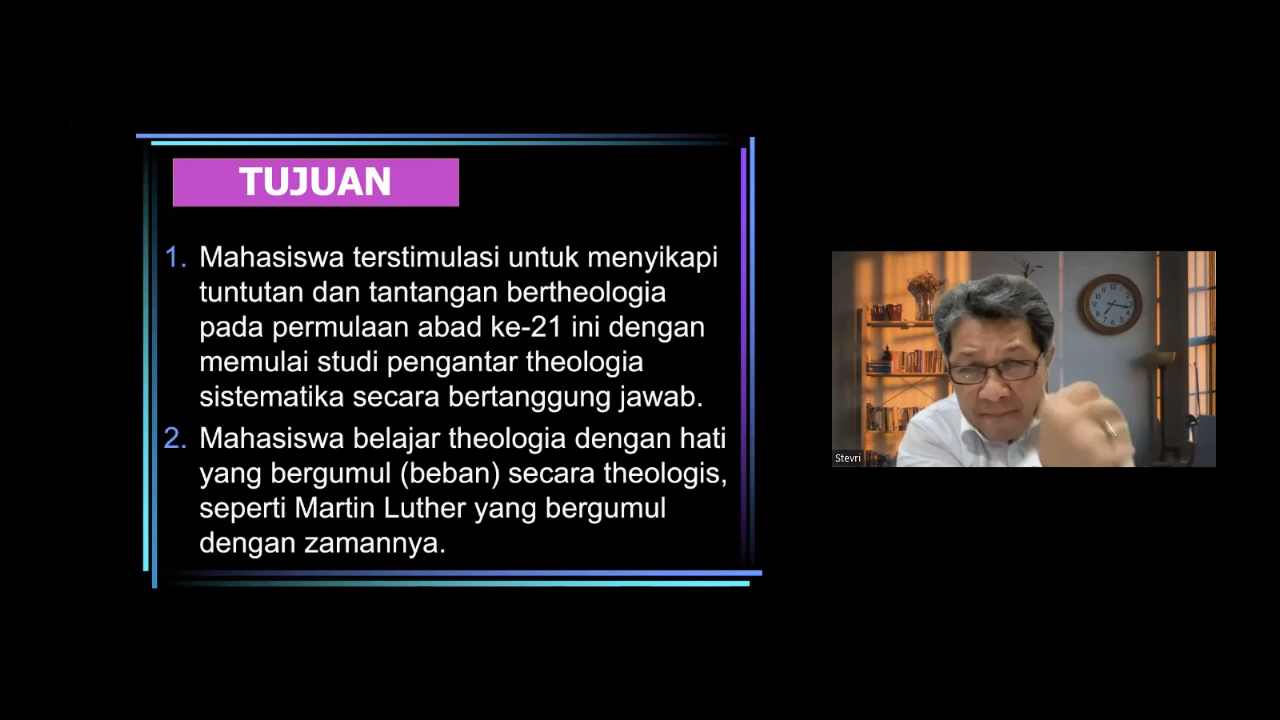 TUJUAN
1. Mahasiswa terstimulasi untuk menyikapi
tuntutan dan tantangan bertheologia
pada permulaan abad ke-21 ini dengan
memulai studi pengantar theologia
sistematika secara bertanggung jawab.
2. Mahasiswa belajar theologia dengan hati
yang bergumul (beban) secara theologis,
seperti Martin Luther yang bergumul
dengan zamannya.
Stevri